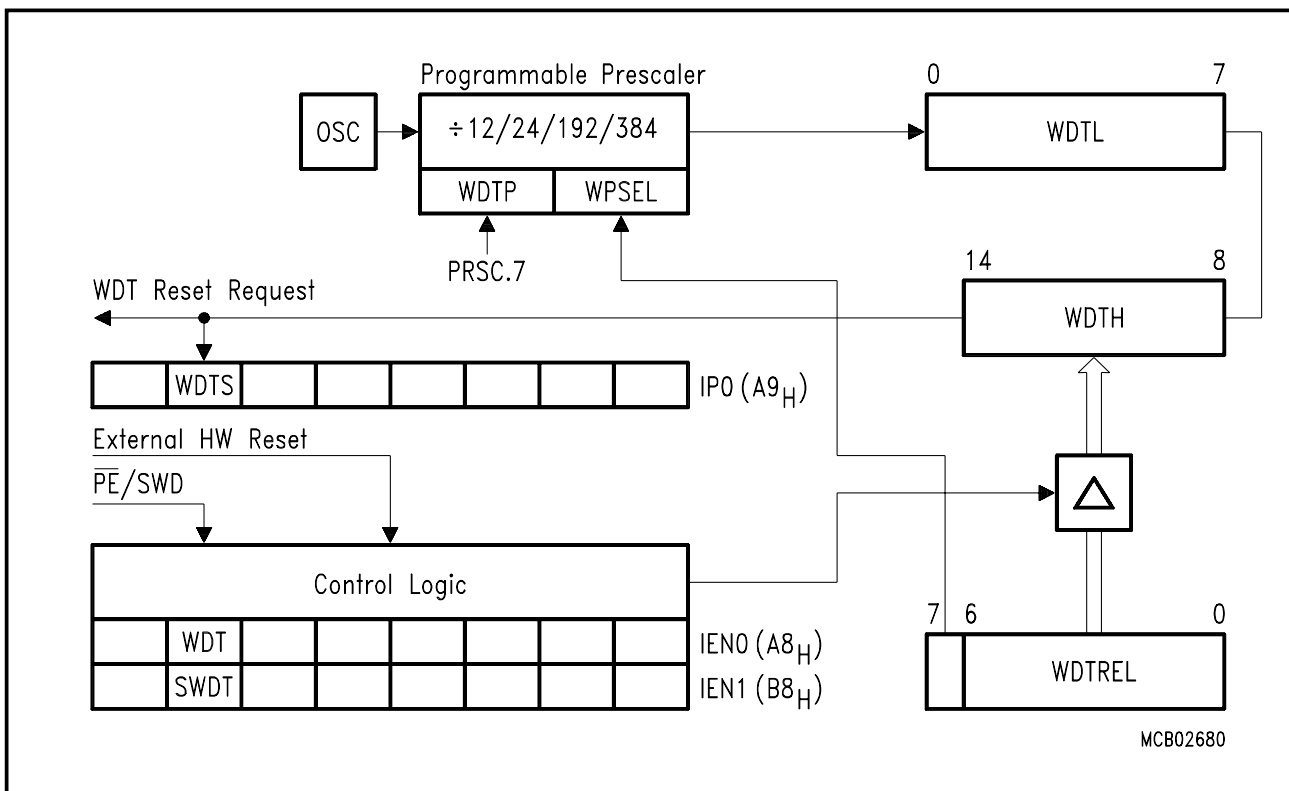 Programmable Prescaler
0 7
OSC
÷12/24/192/384
WDTL
WDTP WPSEL
PRSC.7
14 8
WDT Reset Request
WDTH
WDTS
IP0 (A9H)
External HW Reset
PE/SWD
Control Logic
7 6 0
WDT
IEN0 (A8H)
WDTREL
SWDT
IEN1 (B8H)
MCB02680